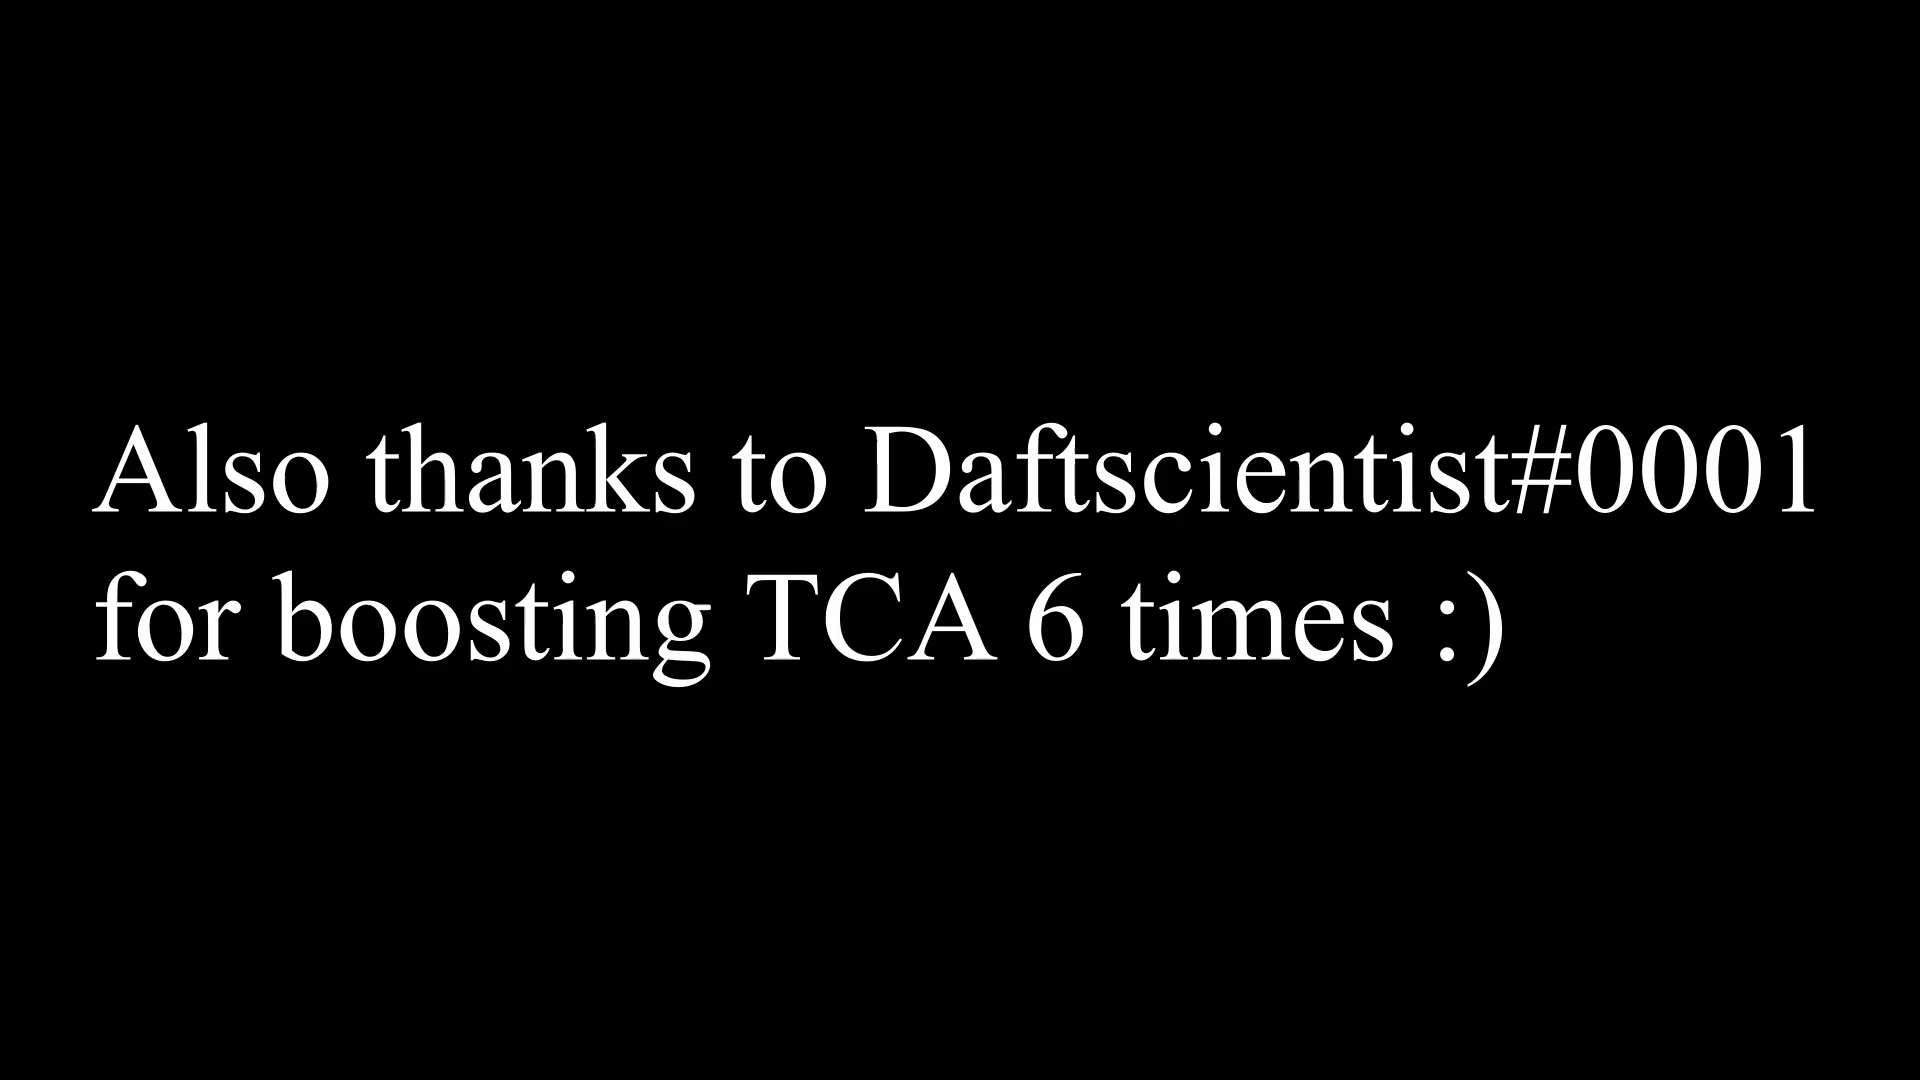 Also thanks to Daftscientist#0001
for boosting TCA 6 times :)